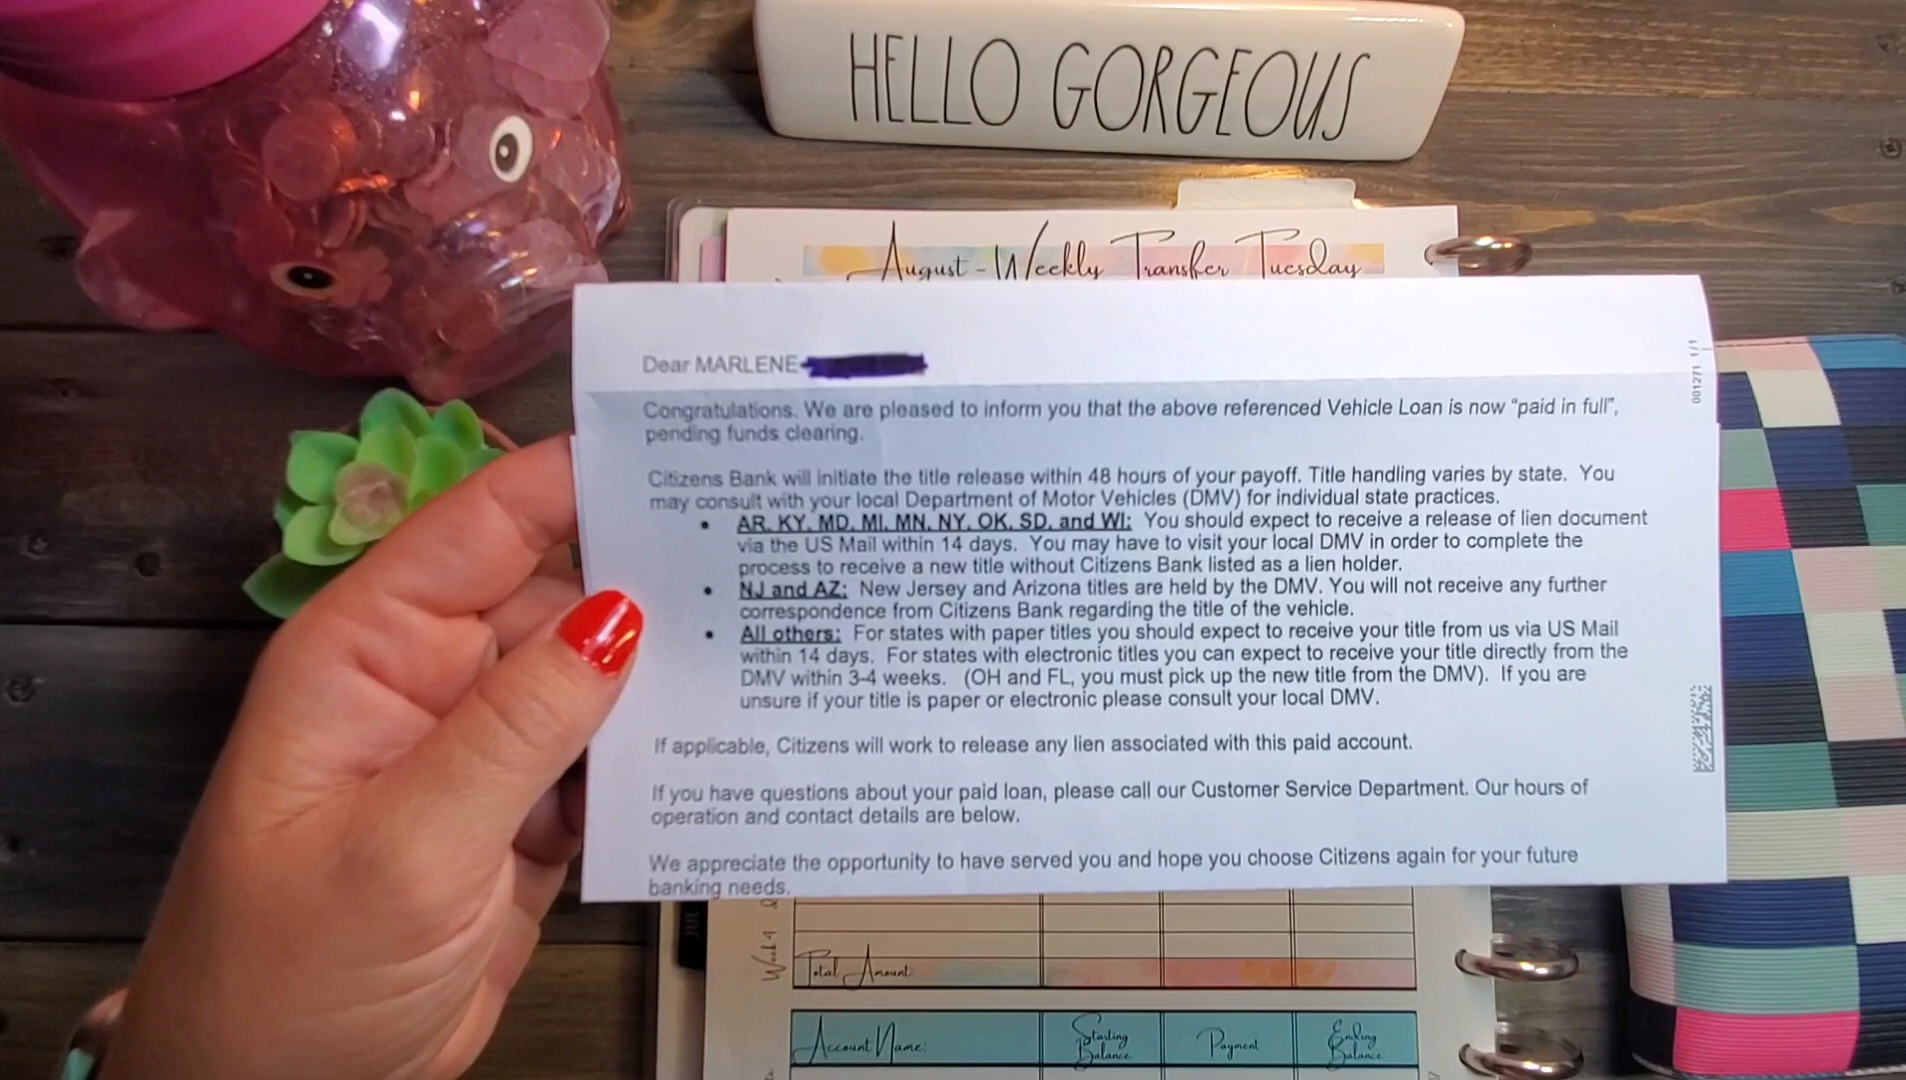 HELLO GORGEOUS
August - Weekly Transfer Tuesday
Dear MARLENE
001271 1/1
Congratulations. We are pleased to inform you that the above referenced Vehicle Loan is now "paid in full",
pending funds clearing.
Citizens Bank will initiate the title release within 48 hours of your payoff. Title handling varies by state. You
may consult with your local Department of Motor Vehicles (DMV) for individual state practices.
• AR, KY, MD, MI, MN, NY, OK, SD, and WI: You should expect to receive a release of lien document
via the US Mail within 14 days. You may have to visit your local DMV in order to complete the
process to receive a new title without Citizens Bank listed as a lien holder.
• NJ and AZ: New Jersey and Arizona titles are held by the DMV. You will not receive any further
correspondence from Citizens Bank regarding the title of the vehicle.
• All others: For states with paper titles you should expect to receive your title from us via US Mail
within 14 days. For states with electronic titles you can expect to receive your title directly from the
DMV within 3-4 weeks. (OH and FL, you must pick up the new title from the DMV). If you are
unsure if your title is paper or electronic please consult your local DMV.
If applicable, Citizens will work to release any lien associated with this paid account.
If you have questions about your paid loan, please call our Customer Service Department. Our hours of
operation and contact details are below.
We appreciate the opportunity to have served you and hope you choose Citizens again for your future
banking needs.
Week 4
Total Amount:
Account Name:
Starting
Balance
Payment
Ending
Balance